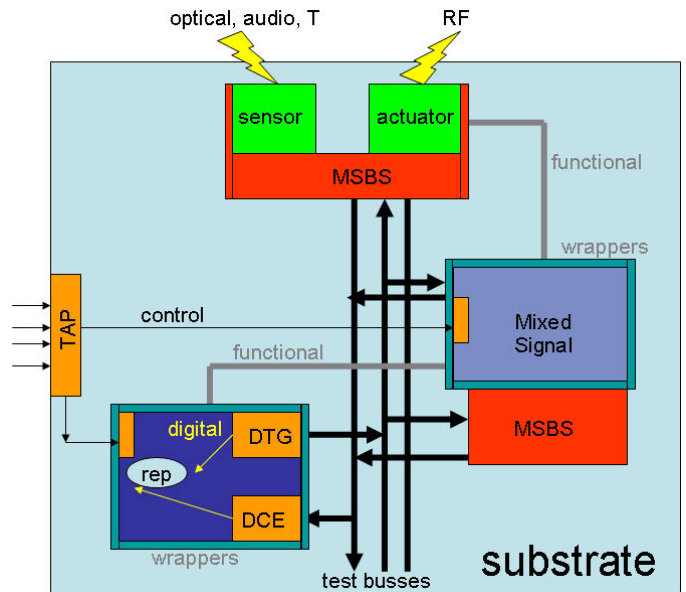 optical, audio, T
RF
sensor
actuator
MSBS
functional
wrappers
TAP
control
Mixed
Signal
functional
digital
DTG
MSBS
rep
DCE
wrappers
test busses
substrate